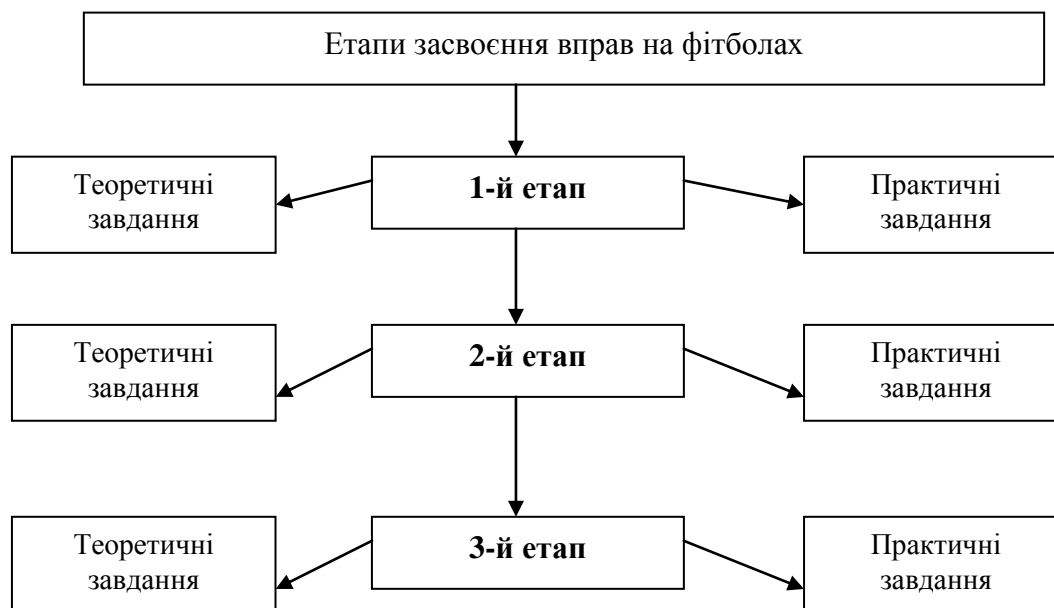 Етапи засвоєння вправ на фітболах
Теоретичні
завдання
1-й етап
Практичні
завдання
Теоретичні
завдання
2-й етап
Практичні
завдання
Теоретичні
завдання
3-й етап
Практичні
завдання